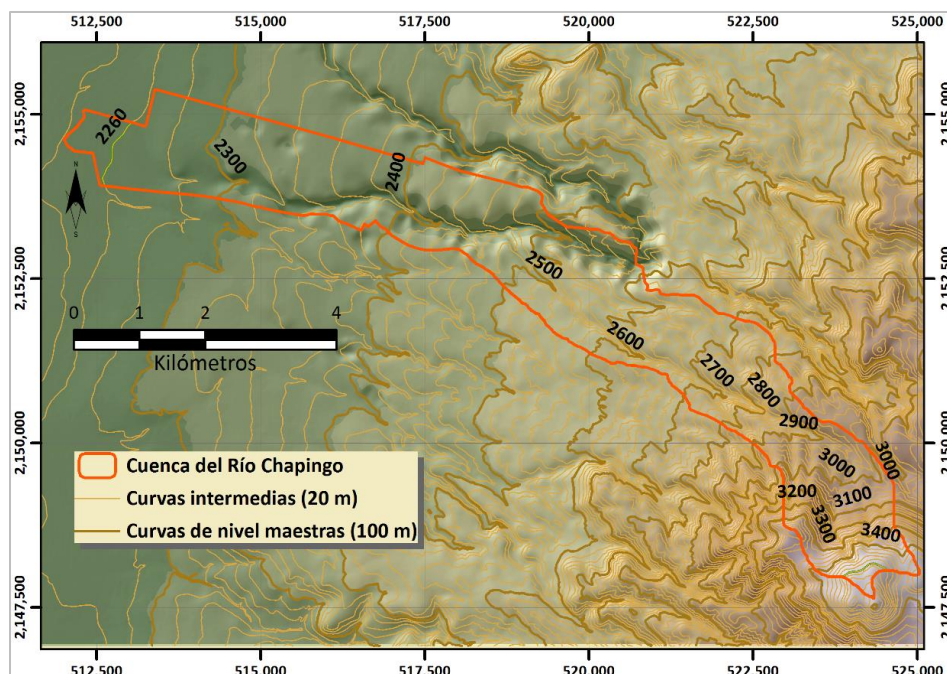 512,500 515,000 517,500 520,000 522,500 525,000
2,155,000 2,155,000
2260
2300
2400
N
S
2,152,500 2,152,500
2500
0 1 2 4
Kilómetros
2600
2700
2800
2900
2,150,000 2,150,000
3000
3000
Cuenca del Río Chapingo
Curvas intermedias (20 m)
Curvas de nivel maestras (100 m)
3200
3100
3300
3400
2,147,500 2,147,500
512,500 515,000 517,500 520,000 522,500 525,000